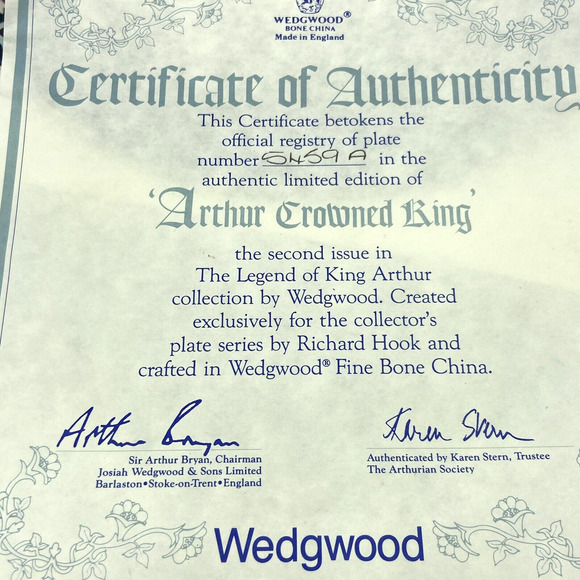 WEDGWOOD®
BONE CHINA
Made in England
Certificate of Authenticity
This Certificate betokens the
official registry of plate
number 5459 A in the
authentic limited edition of
'Arthur Crowned King'
the second issue in
The Legend of King Arthur
collection by Wedgwood. Created
exclusively for the collector's
plate series by Richard Hook and
crafted in Wedgwood® Fine Bone China.
Arthur Bryan
Sir Arthur Bryan, Chairman
Josiah Wedgwood & Sons Limited
Barlaston•Stoke-on-Trent•England
Karen Stern
Authenticated by Karen Stern, Trustee
The Arthurian Society
Wedgwood